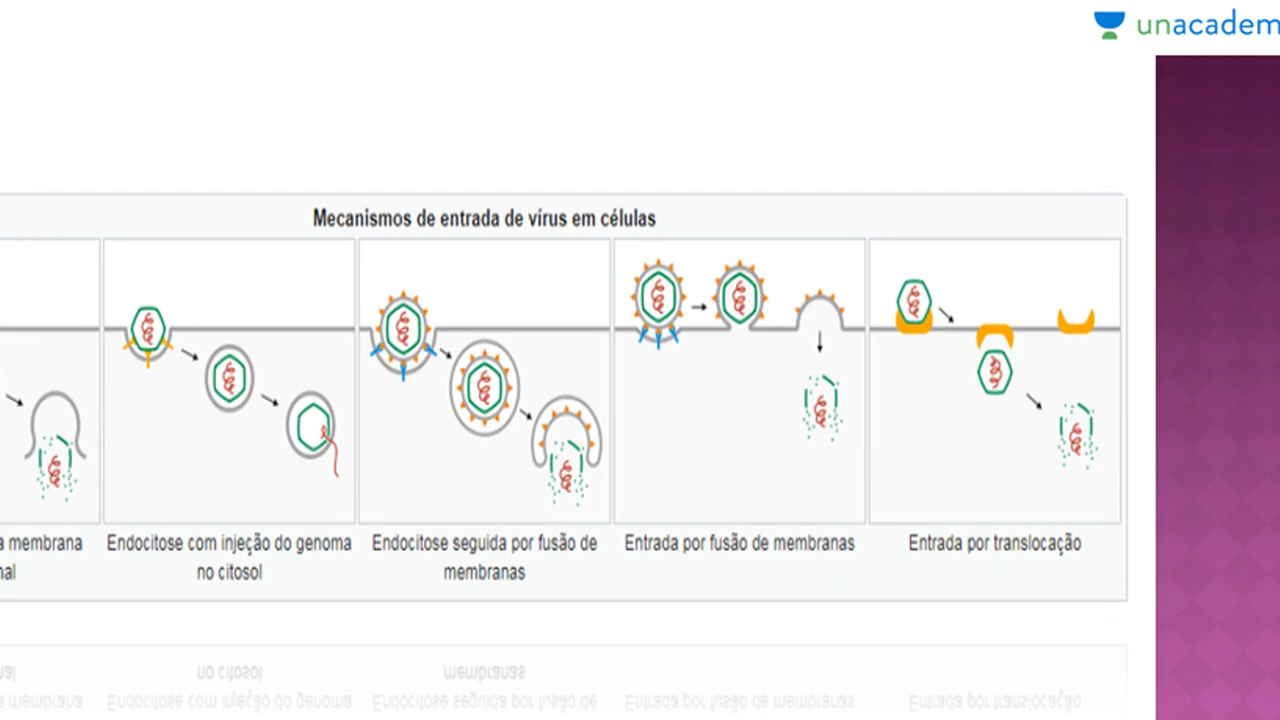 unacadem
Mecanismos de entrada de vírus em células
a membrana
nal
Endocitose com injeção do genoma
no citosol
Endocitose seguida por fusão de
membranas
Entrada por fusão de membranas
Entrada por translocação